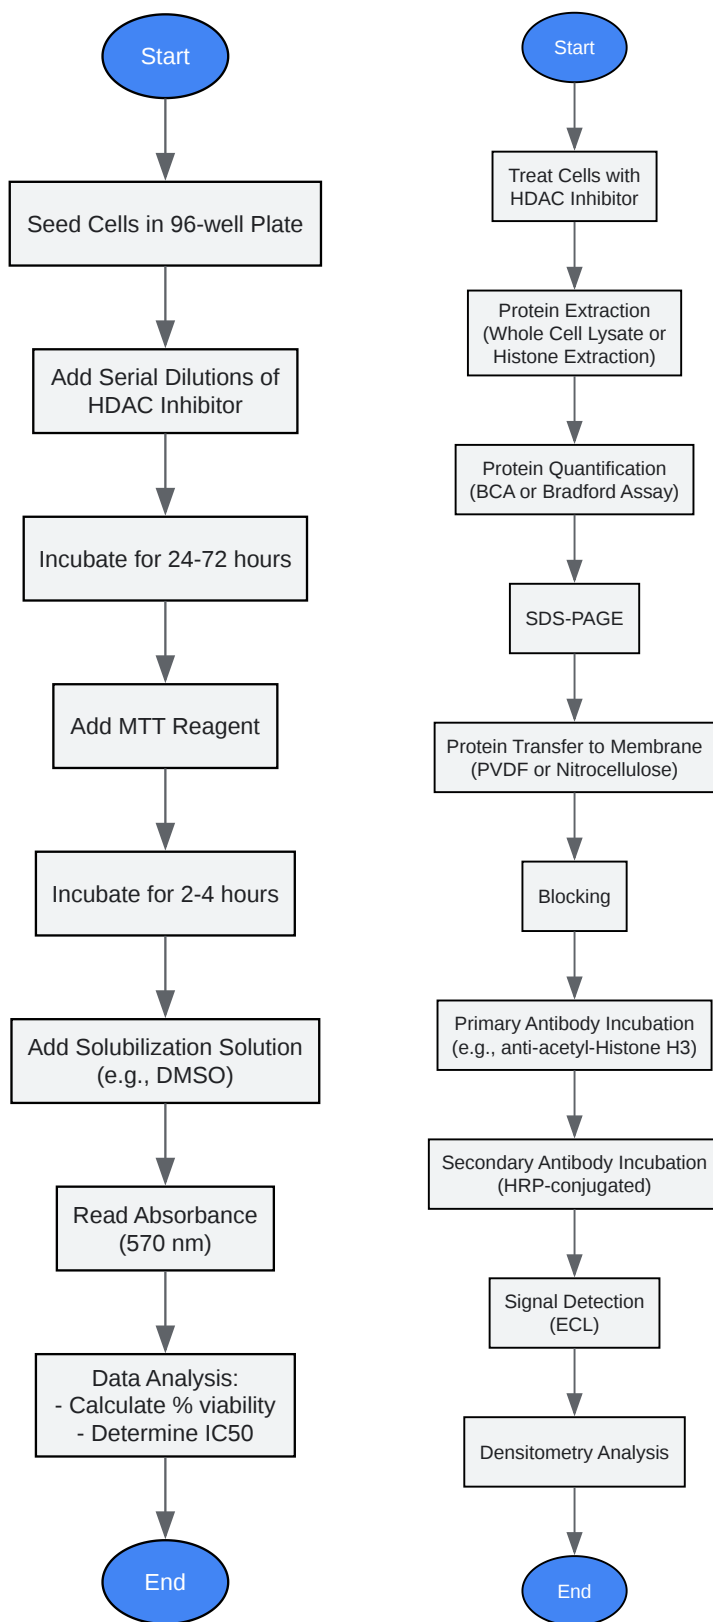 Start
Seed Cells in 96-well Plate
Add Serial Dilutions of
HDAC Inhibitor
Incubate for 24-72 hours
Add MTT Reagent
Incubate for 2-4 hours
Add Solubilization Solution
(e.g., DMSO)
Read Absorbance
(570 nm)
Data Analysis:
- Calculate % viability
- Determine IC50
End
Start
Treat Cells with
HDAC Inhibitor
Protein Extraction
(Whole Cell Lysate or
Histone Extraction)
Protein Quantification
(BCA or Bradford Assay)
SDS-PAGE
Protein Transfer to Membrane
(PVDF or Nitrocellulose)
Blocking
Primary Antibody Incubation
(e.g., anti-acetyl-Histone H3)
Secondary Antibody Incubation
(HRP-conjugated)
Signal Detection
(ECL)
Densitometry Analysis
End